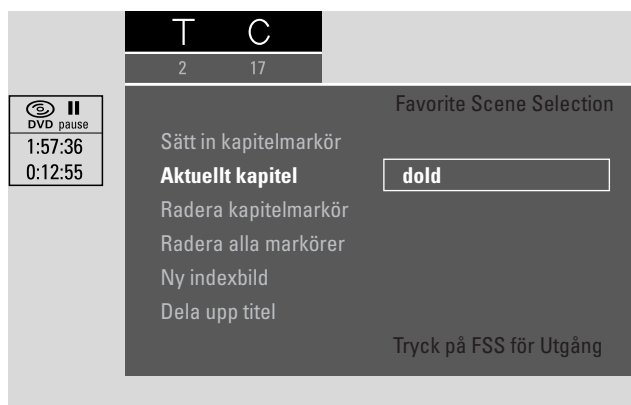 T C
2 17
Favorite Scene Selection
DVD pause
1:57:36
0:12:55
Sätt in kapitelmarkör
Aktuellt kapitel dold
Radera kapitelmarkör
Radera alla markörer
Ny indexbild
Dela upp titel
Tryck på FSS för Utgång